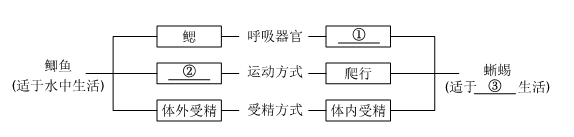 鳃 呼吸器官 ①
鲫鱼
(适于水中生活)
② 运动方式 爬行
蜥蜴
(适于 ③ 生活)
体外受精 受精方式 体内受精